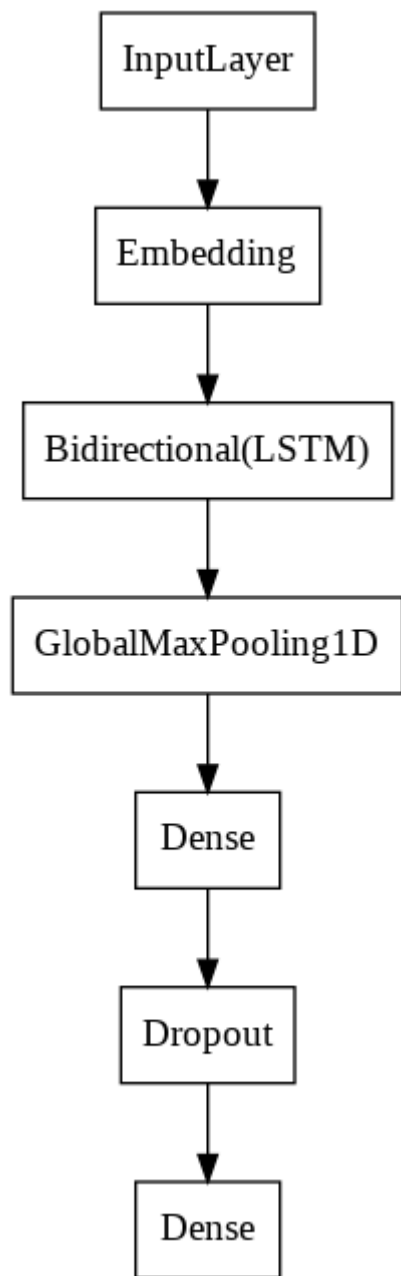 InputLayer
Embedding
Bidirectional(LSTM)
GlobalMaxPooling1D
Dense
Dropout
Dense